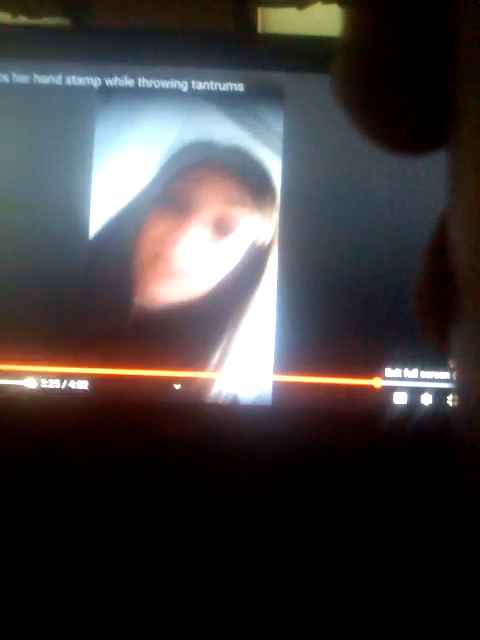 her hand stamp while throwing tantrums
Exit full screen
3:25 / 4:02